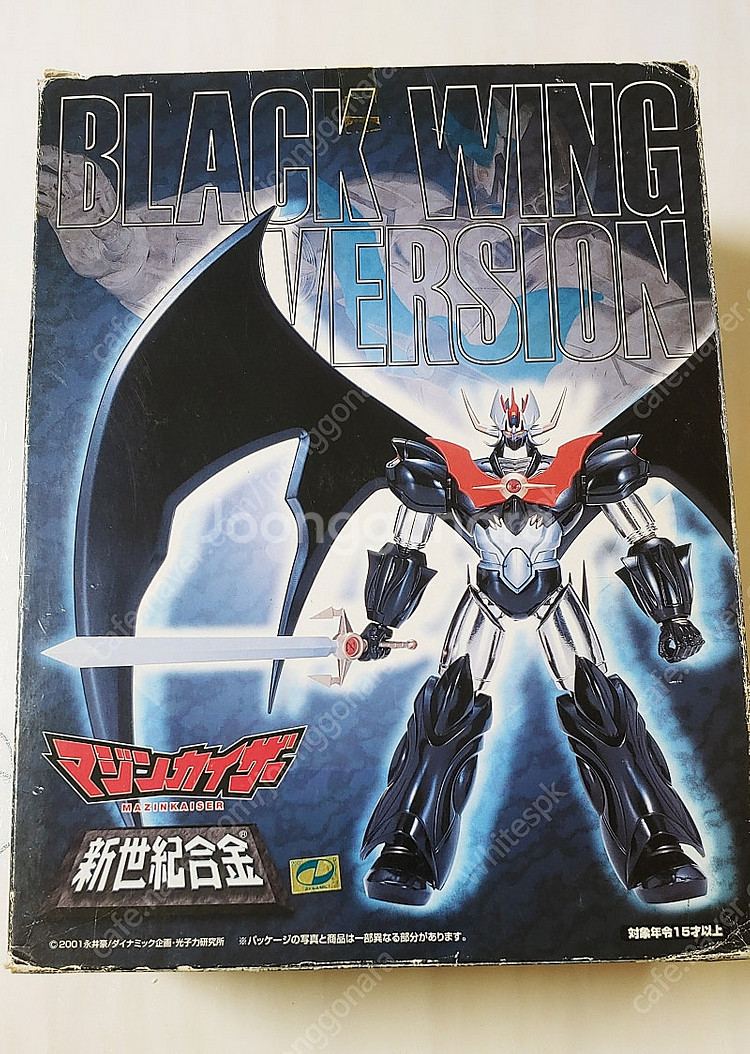 BLACK WING
VERSION
Joonggonara
マジンカイザー
MAZINKAISER
新世紀合金®
DYNAMIC
©2001永井豪/ダイナミック企画・光子力研究所 ※パッケージの写真と商品は一部異なる部分があります。
対象年令15才以上